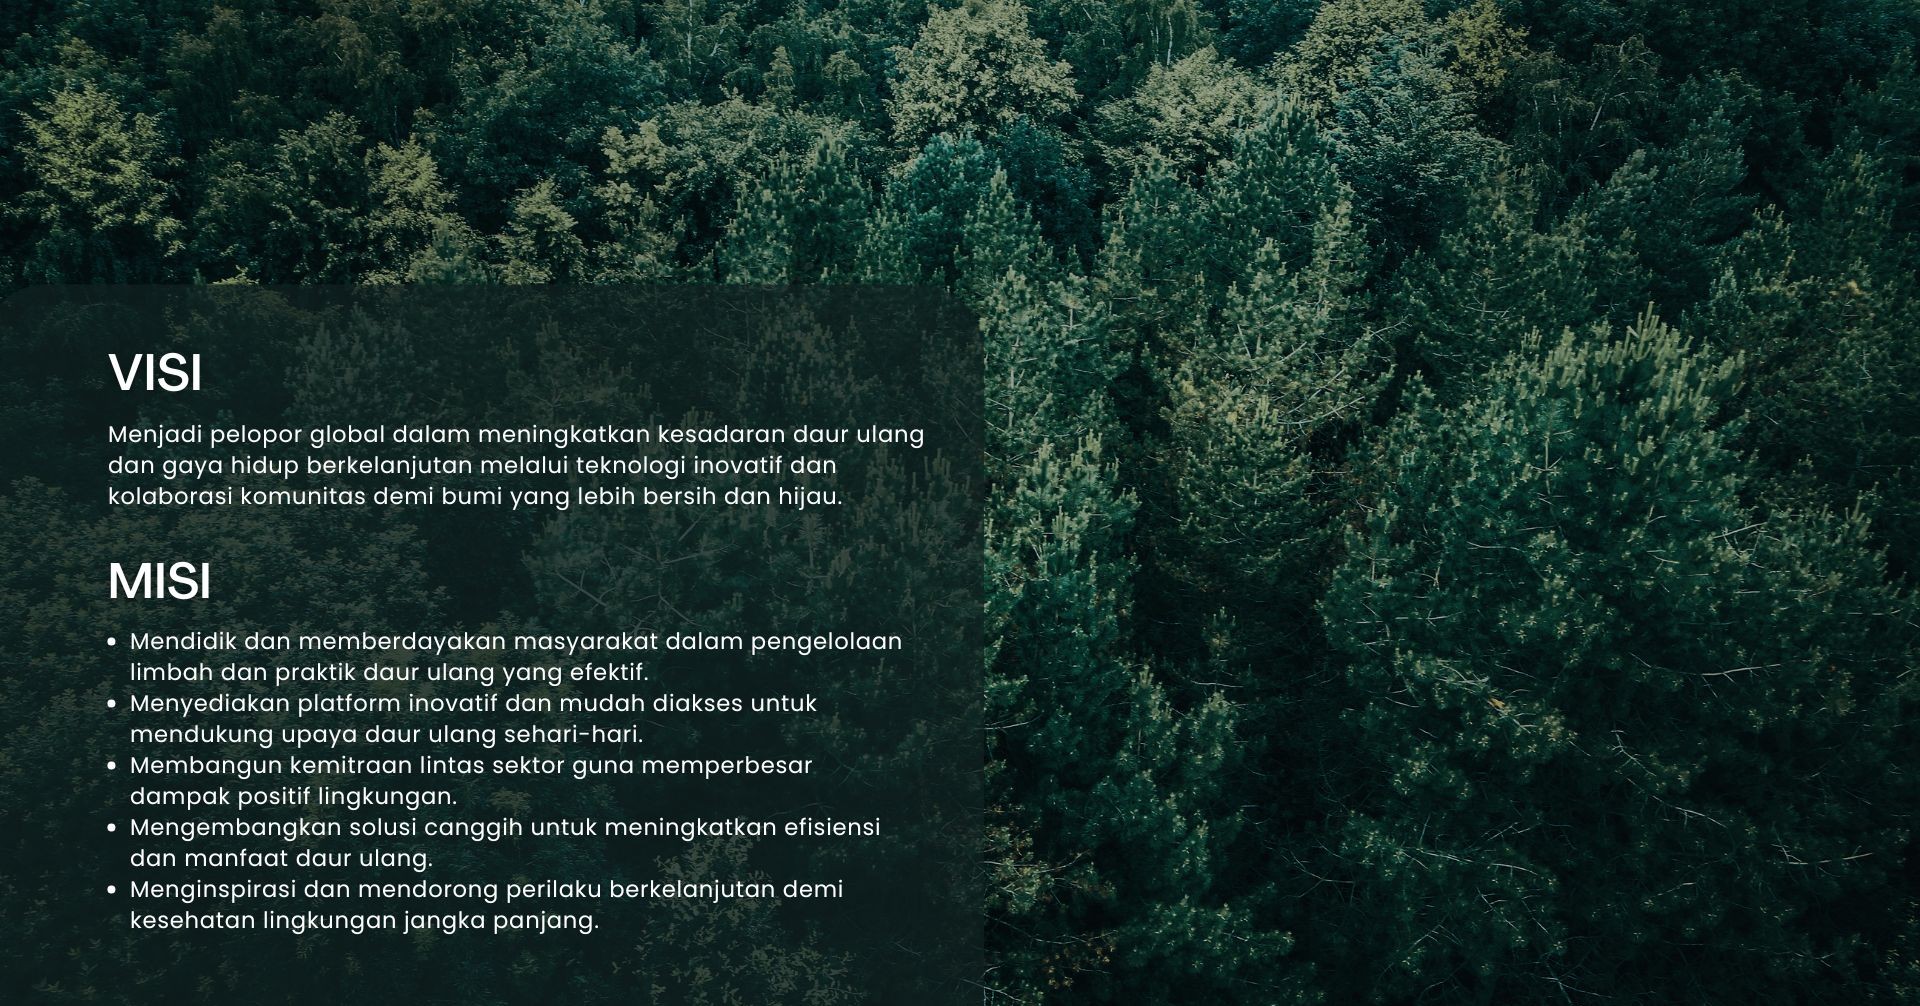 VISI
Menjadi pelopor global dalam meningkatkan kesadaran daur ulang
dan gaya hidup berkelanjutan melalui teknologi inovatif dan
kolaborasi komunitas demi bumi yang lebih bersih dan hijau.
MISI
• Mendidik dan memberdayakan masyarakat dalam pengelolaan
limbah dan praktik daur ulang yang efektif.
• Menyediakan platform inovatif dan mudah diakses untuk
mendukung upaya daur ulang sehari-hari.
• Membangun kemitraan lintas sektor guna memperbesar
dampak positif lingkungan.
• Mengembangkan solusi canggih untuk meningkatkan efisiensi
dan manfaat daur ulang.
• Menginspirasi dan mendorong perilaku berkelanjutan demi
kesehatan lingkungan jangka panjang.